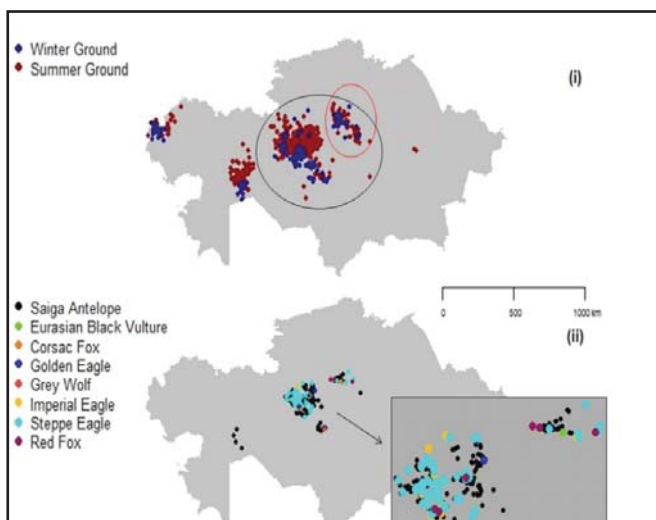 Winter Ground
Summer Ground
(i)
Saiga Antelope
Eurasian Black Vulture
Corsac Fox
Golden Eagle
Grey Wolf
Imperial Eagle
Steppe Eagle
Red Fox
0 500 1000 km
(ii)